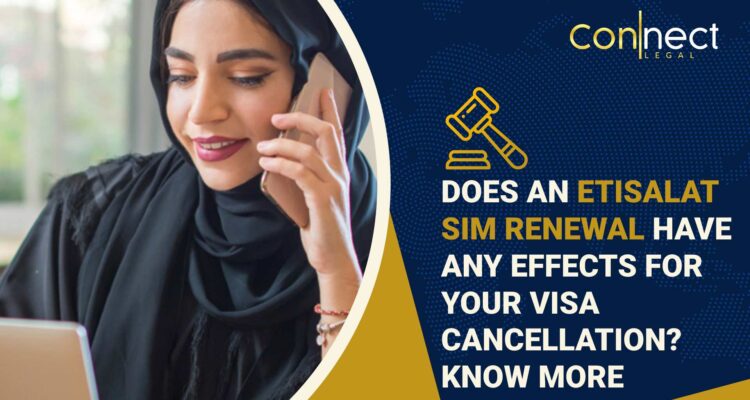 Connect
LEGAL
DOES AN ETISALAT
SIM RENEWAL HAVE
ANY EFFECTS FOR
YOUR VISA
CANCELLATION?
KNOW MORE